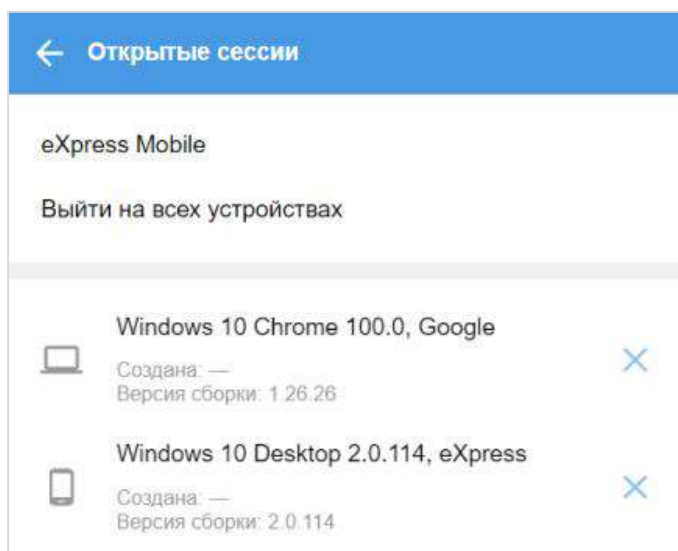 Открытые сессии
eXpress Mobile
Выйти на всех устройствах
Windows 10 Chrome 100.0, Google
Создана: —
Версия сборки: 1.26.26
Windows 10 Desktop 2.0.114, eXpress
Создана: —
Версия сборки: 2.0.114